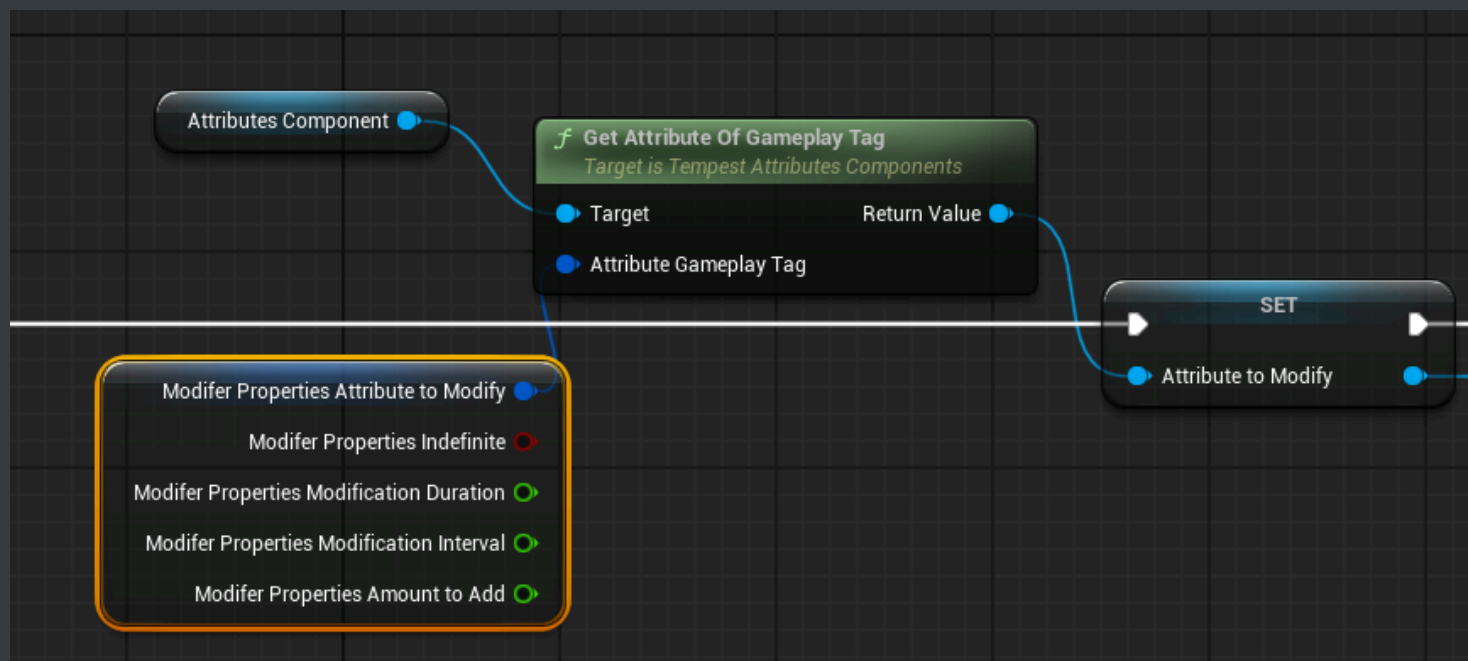 Attributes Component
f Get Attribute Of Gameplay Tag
Target is Tempest Attributes Components
Target
Return Value
Attribute Gameplay Tag
SET
Attribute to Modify
Modifer Properties Attribute to Modify
Modifer Properties Indefinite
Modifer Properties Modification Duration
Modifer Properties Modification Interval
Modifer Properties Amount to Add